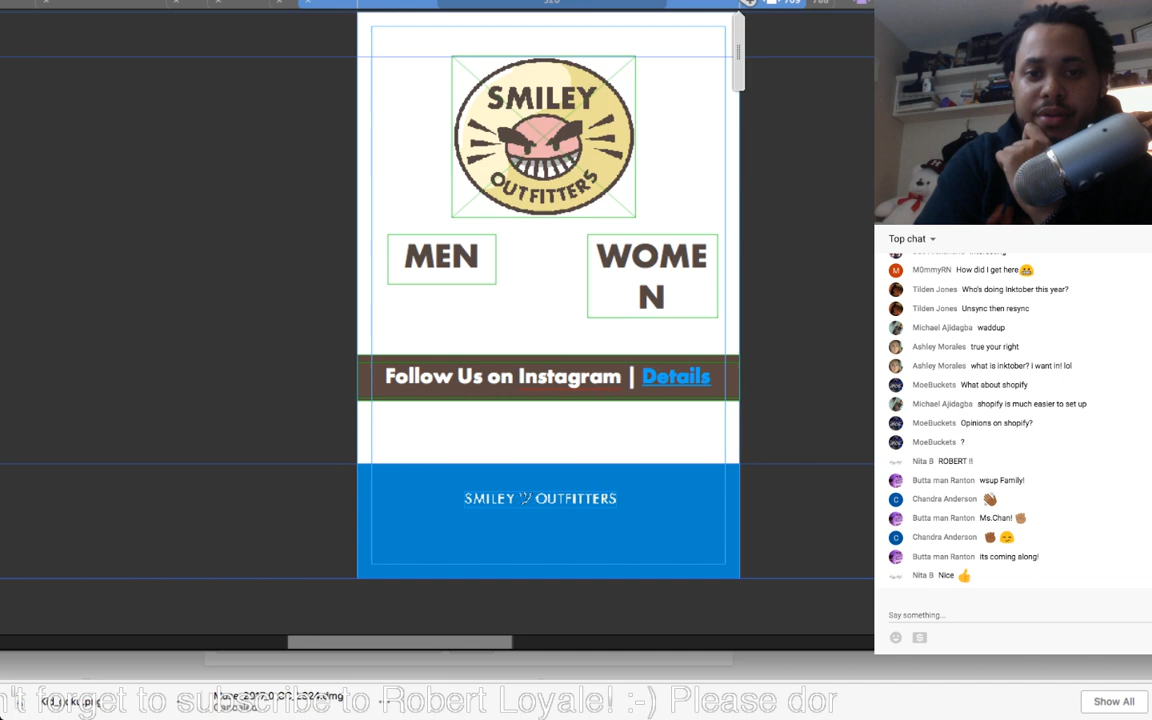 320
769
SMILEY
OUTFITTERS
MEN
WOME
N
Follow Us on Instagram | Details
SMILEY OUTFITTERS
Top chat
M0mmyRN How did I get here
Tilden Jones Who's doing Inktober this year?
Tilden Jones Unsync then resync
Michael Ajidagba waddup
Ashley Morales true your right
Ashley Morales what is inktober? I want in! lol
MoeBuckets What about shopify
Michael Ajidagba shopify is much easier to set up
MoeBuckets Opinions on shopify?
MoeBuckets ?
Nita B ROBERT !!
Butta man Ranton wsup Family!
Chandra Anderson
Butta man Ranton Ms.Chan!
Chandra Anderson
Butta man Ranton its coming along!
Nita B Nice
Say something...
n't forget to subscribe to Robert Loyale! :-) Please dor
Show All